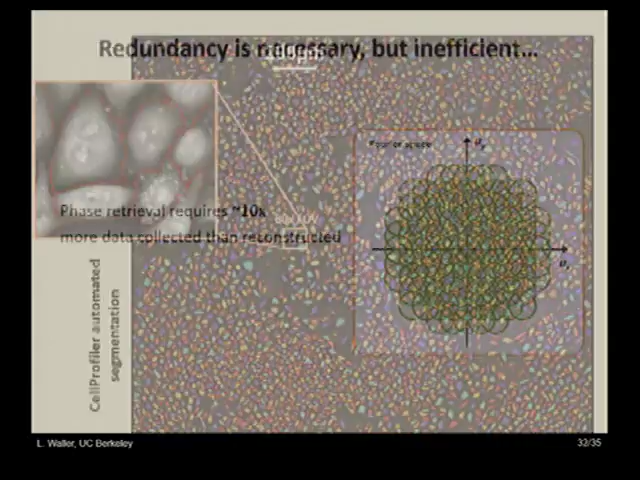 Redundancy is necessary, but inefficient...
Fourier space
Phase retrieval requires ~10x
more data collected than reconstructed
CellProfiler automated
segmentation
L. Waller, UC Berkeley
32/35